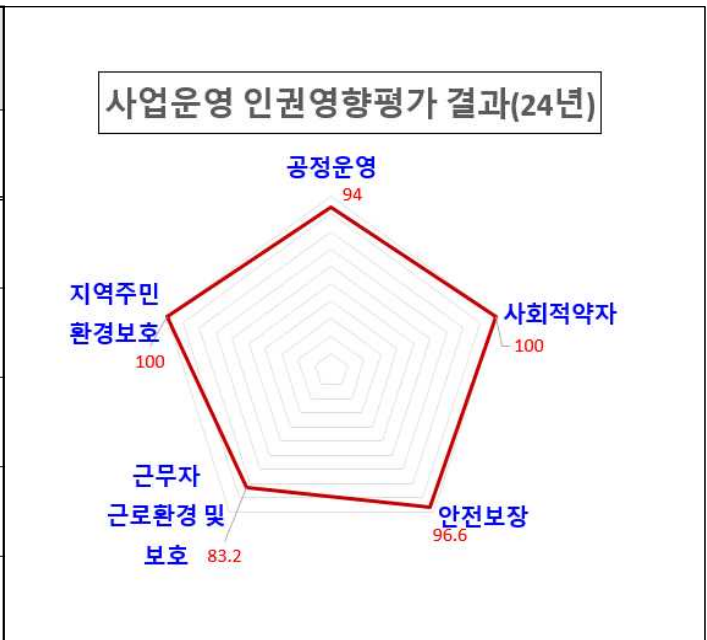 사업운영 인권영향평가 결과(24년)
공정운영
94
지역주민
환경보호
100
사회적약자
100
근무자
근로환경 및
보호
83.2
안전보장
96.6